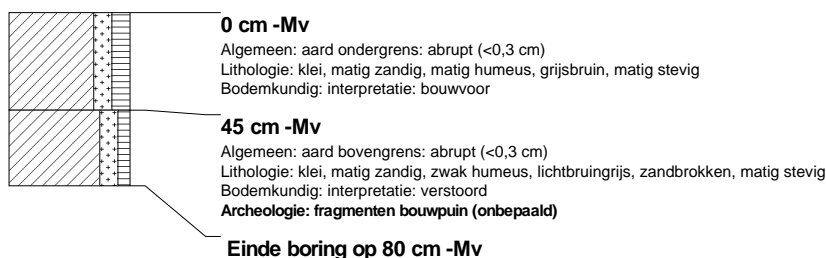 0 cm -Mv
Algemeen: aard ondergrens: abrupt (<0,3 cm)
Lithologie: klei, matig zandig, matig humeus, grijsbruin, matig stevig
Bodemkundig: interpretatie: bouwvoor
45 cm -Mv
Algemeen: aard bovengrens: abrupt (<0,3 cm)
Lithologie: klei, matig zandig, zwak humeus, lichtbruingrijs, zandbrokken, matig stevig
Bodemkundig: interpretatie: verstoord
Archeologie: fragmenten bouwpuin (onbepaald)
Einde boring op 80 cm -Mv